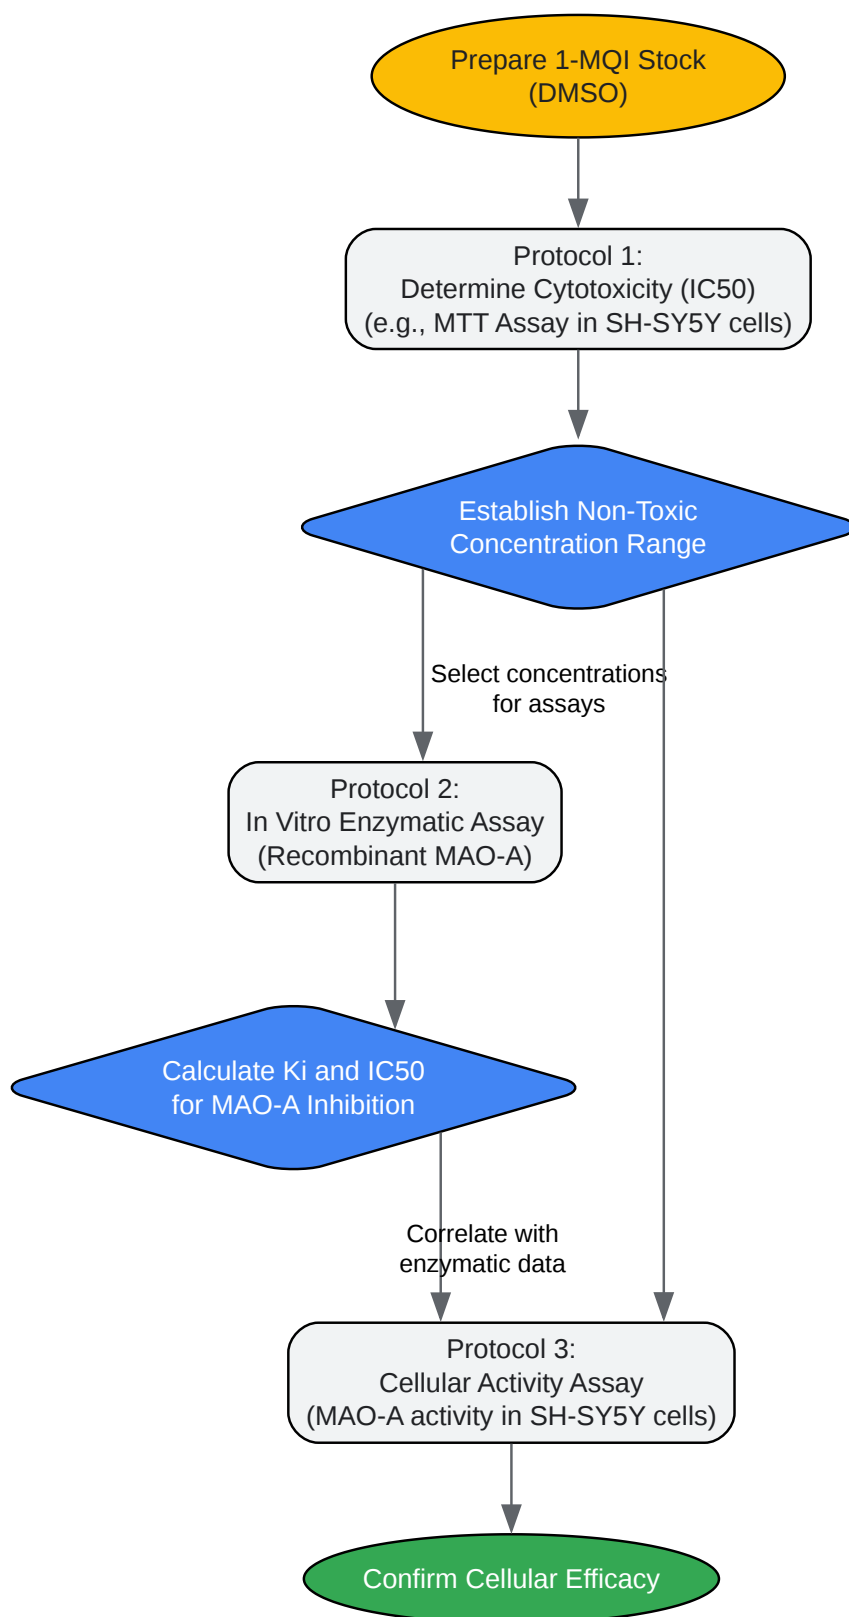 Prepare 1-MQI Stock
(DMSO)
Protocol 1:
Determine Cytotoxicity (IC50)
(e.g., MTT Assay in SH-SY5Y cells)
Establish Non-Toxic
Concentration Range
Select concentrations
for assays
Protocol 2:
In Vitro Enzymatic Assay
(Recombinant MAO-A)
Calculate Ki and IC50
for MAO-A Inhibition
Correlate with
enzymatic data
Protocol 3:
Cellular Activity Assay
(MAO-A activity in SH-SY5Y cells)
Confirm Cellular Efficacy